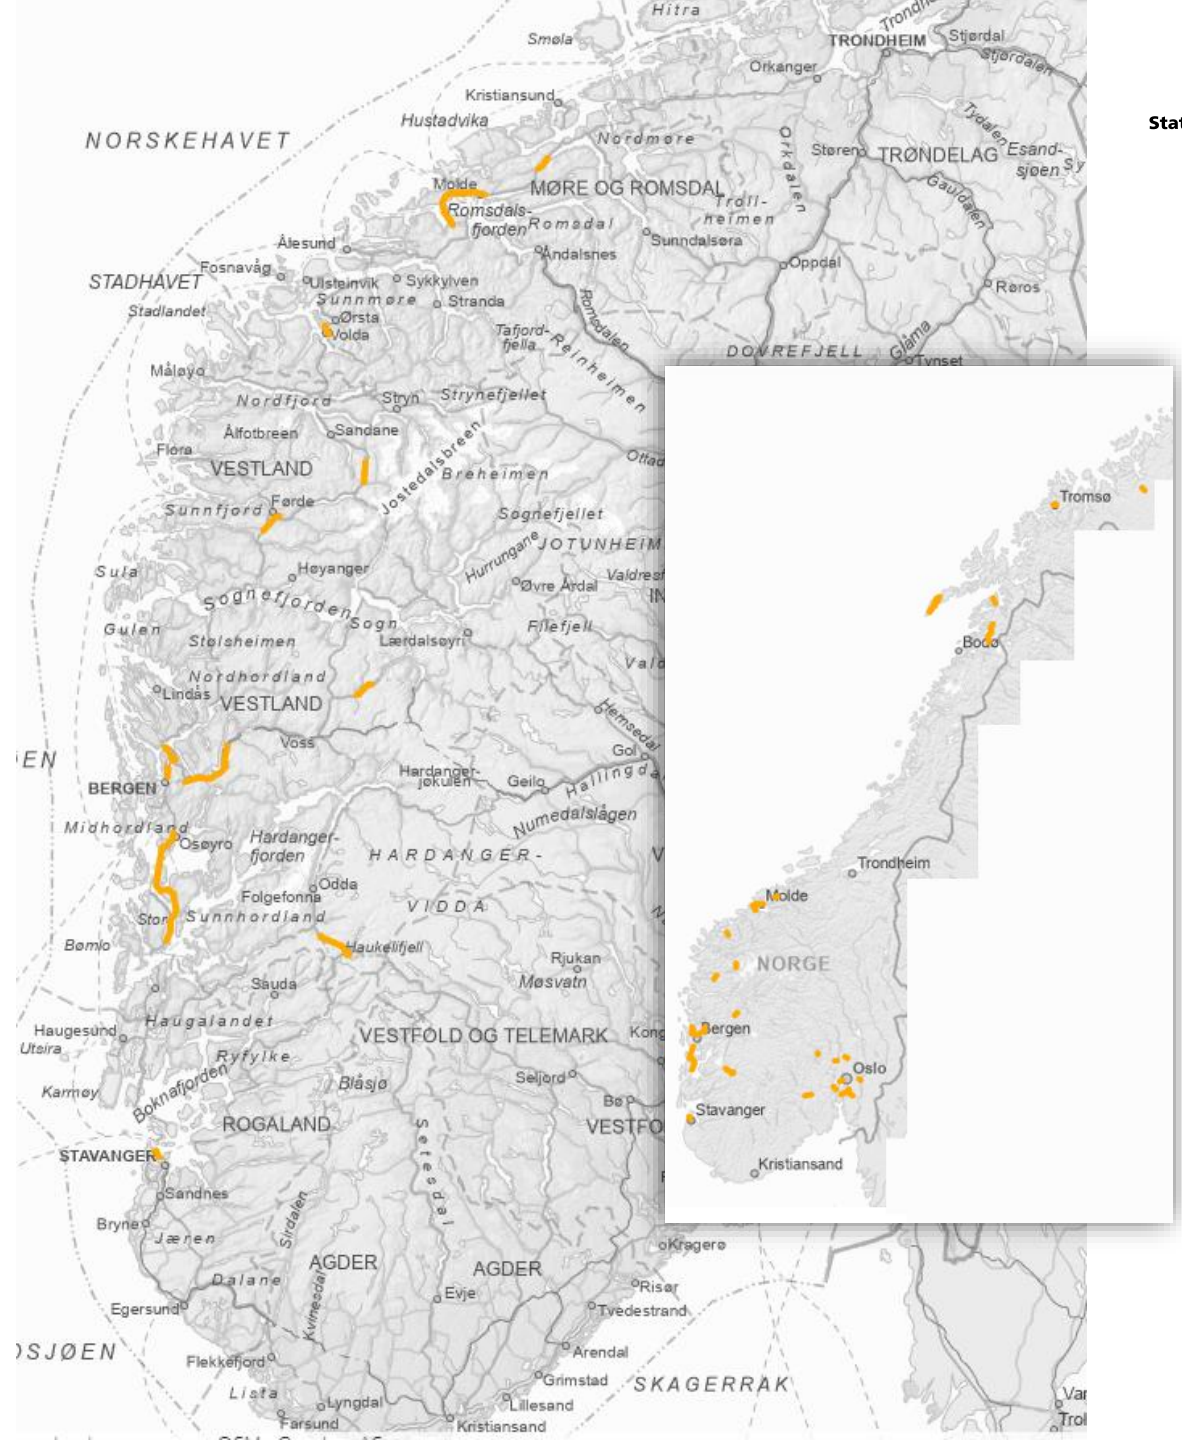 Hitra
Smøla
TRONDHEIM
Stjørdal
Stjørdalen
Orkanger
Kristiansund
Hustadvika
Nordmøre
NORSKEHAVET
Orkdalen
Støren
TRØNDELAG
Tydalen
Esand-
sjøen
Sy
Gauldalen
Molde
MØRE OG ROMSDAL
Romsdals-
fjorden
Romsdal
Troll-
heimen
Sunndalsøra
Ålesund
Åndalsnes
Oppdal
Røros
Fosnavåg
Ulsteinvik
Sykkylven
STADHAVET
Sunnmøre
Stranda
Stadlandet
Ørsta
Volda
Tafjord-
fjella
Romsdalen
Reinheimen
DOVREFJELL
Glåma
Tynset
Måløy
Nordfjord
Stryn
Strynefjellet
Ålfotbreen
Sandane
Flora
VESTLAND
Jostedalsbreen
Breheimen
Førde
Sunnfjord
Sognefjellet
JOTUNHEIM
Hurrungane
Sula
Høyanger
Øvre Årdal
Sognefjorden
Gulen
Sogn
Stølsheimen
Lærdalsøyri
Filefjell
Nordhordland
Lindås
VESTLAND
Hemsedal
Voss
Gol
Hardanger-
jøkulen
Geilo
BERGEN
Numedalslågen
Midhordland
Osøyro
Hardanger-
fjorden
HARDANGER-
Odda
Folgefonna
VIDDA
Sunnhordland
Bømlo
Haukelifjell
Rjukan
Møsvatn
Sauda
Haugalandet
Haugesund
Utsira
VESTFOLD OG TELEMARK
Ryfylke
Seljord
Blåsjø
Karmøy
Boknafjorden
Bø
ROGALAND
Setesdal
STAVANGER
Sandnes
Bryne
Jæren
Sirdalen
AGDER
AGDER
Dalane
Evje
Egersund
Kvinesdal
Kragerø
Risør
Tvedestrand
Arendal
Flekkefjord
Grimstad
SKAGERRAK
Lista
Lyngdal
Lillesand
Farsund
Kristiansand
Tromsø
Bodø
Trondheim
Molde
NORGE
Bergen
Oslo
Stavanger
Kristiansand